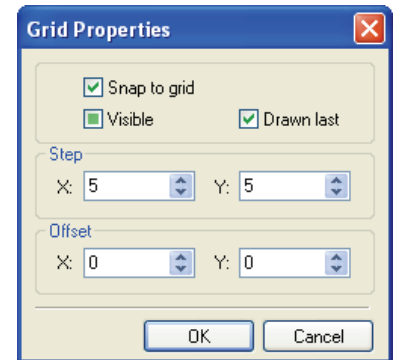 Grid Properties
Snap to grid
Visible Drawn last
Step
X: 5 Y: 5
Offset
X: 0 Y: 0
OK Cancel